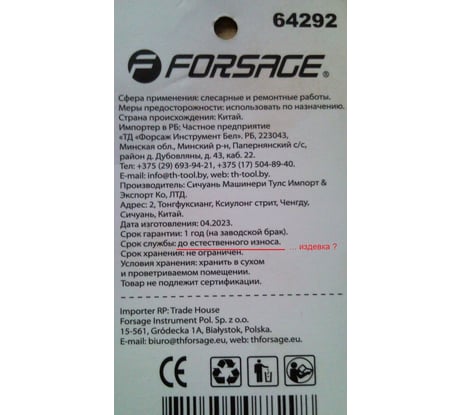 64292
FORSAGE®
Сфера применения: слесарные и ремонтные работы.
Меры предосторожности: использовать по назначению.
Страна происхождения: Китай.
Импортер в РБ: Частное предприятие
«ТД «Форсаж Инструмент Бел». РБ, 223043,
Минская обл., Минский р-н, Папернянский с/с,
район д. Дубовляны, 43, каб. 22.
Тел: +375 (29) 693-94-21, +375 (17) 504-89-40.
E-mail: info@th-tool.by, web: th-tool.by.
Производитель: Сичуань Машинери Тулс Импорт &
Экспорт Ко, ЛТД.
Адрес: 2, Тонгфуксианг, Ксиулонг стрит, Ченгду,
Сичуань, Китай.
Дата изготовления: 04.2023.
Срок гарантии: 1 год (на заводской брак).
Срок службы: до естественного износа. ... издевка ?
Срок хранения: не ограничен.
Условия хранения: хранить в сухом
и проветриваемом помещении.
Товар не подлежит сертификации.
Importer RP: Trade House
Forsage Instrument Pol. Sp. z o.o.
15-561, Gródecka 1A, Białystok, Polska.
E-mail: biuro@thforsage.eu, web: thforsage.eu.
CE